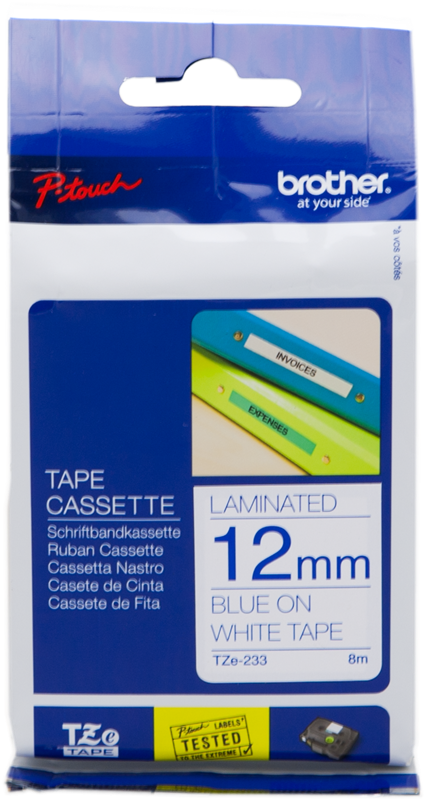 P-touch
brother®
at your side*
*à vos côtés
INVOICES
EXPENSES
TAPE
CASSETTE
Schriftbandkassette
Ruban Cassette
Cassetta Nastro
Casete de Cinta
Cassete de Fita
LAMINATED
12mm
BLUE ON
WHITE TAPE
TZe-233 8m
TZe
TAPE
P-touch LABELS
TESTED
TO THE EXTREME